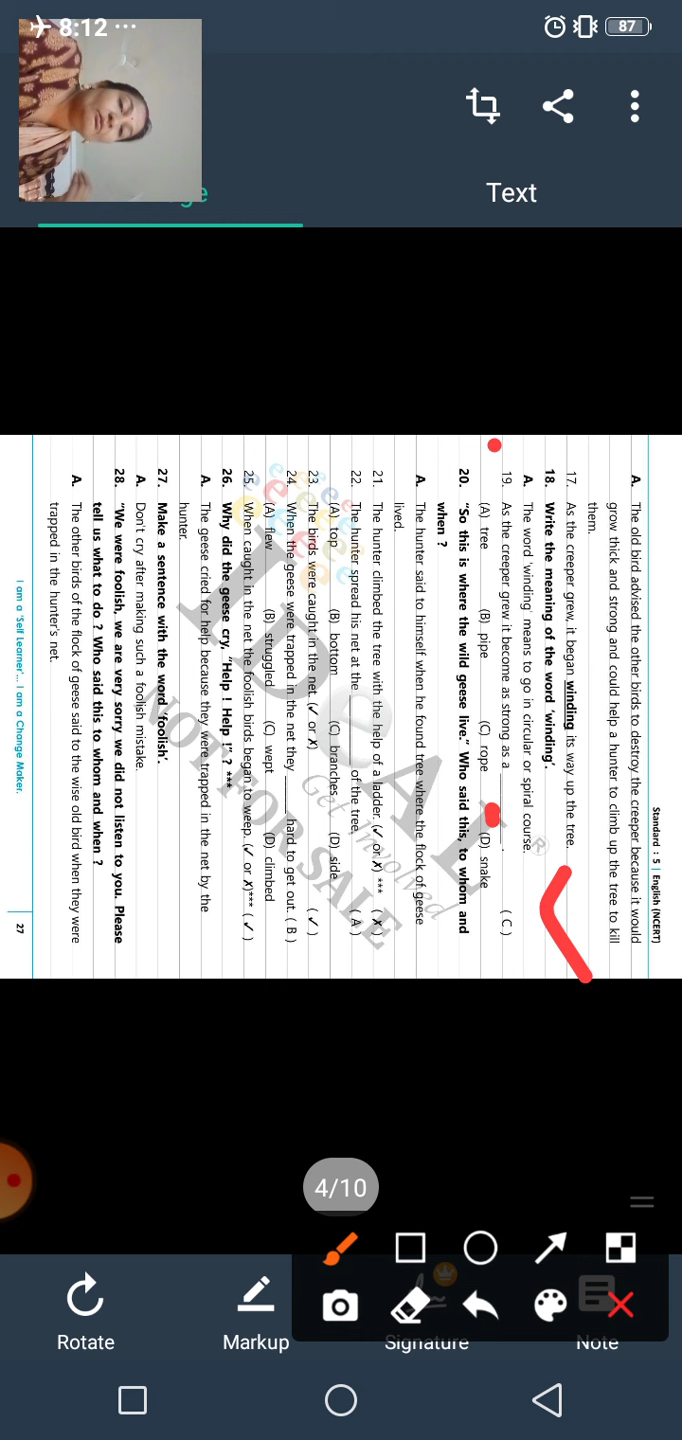 8:12 ...
87
ge
Text
Standard : 5 | English (NCERT)
A. The old bird advised the other birds to destroy the creeper because it would
grow thick and strong and could help a hunter to climb up the tree to kill
them.
17. As the creeper grew, it began winding its way up the tree.
18. Write the meaning of the word 'winding'.
A. The word 'winding' means to go in circular or spiral course.
19. As the creeper grew it become as strong as a ________ . ( C )
(A) tree (B) pipe (C) rope (D) snake
20. "So this is where the wild geese live." Who said this, to whom and
when ?
A. The hunter said to himself when he found tree where the flock of geese
lived.
21. The hunter climbed the tree with the help of a ladder. (✓ or X) *** ( X )
22. The hunter spread his net at the ________ of the tree. ( A )
(A) top (B) bottom (C) branches (D) side
23. The birds were caught in the net. (✓ or X) ( ✓ )
24. When the geese were trapped in the net they ______ hard to get out. ( B )
(A) flew (B) struggled (C) wept (D) climbed
25. When caught in the net the foolish birds began to weep. (✓ or X)*** ( ✓ )
26. Why did the geese cry, "Help ! Help !" ? ***
A. The geese cried for help because they were trapped in the net by the
hunter.
27. Make a sentence with the word 'foolish'.
A. Don't cry after making such a foolish mistake.
28. "We were foolish, we are very sorry we did not listen to you. Please
tell us what to do ? Who said this to whom and when ?
A. The other birds of the flock of geese said to the wise old bird when they were
trapped in the hunter's net.
I am a 'Self Learner'... I am a Change Maker.
27
IDEAL ®
Get involved
NOT FOR SALE
4/10
Rotate
Markup
Signature
Note